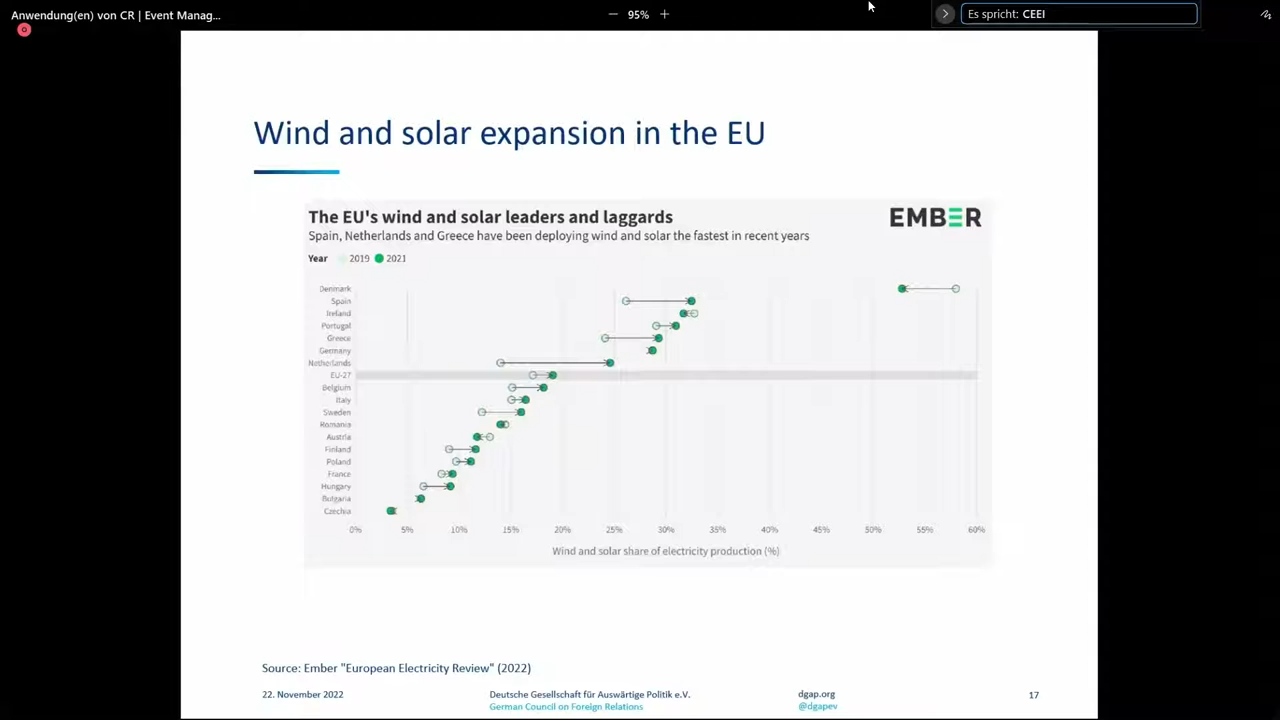 Anwendung(en) von CR | Event Manag...
95%
Es spricht: CEEI
Wind and solar expansion in the EU
The EU's wind and solar leaders and laggards
EMBER
Spain, Netherlands and Greece have been deploying wind and solar the fastest in recent years
Year 2019 2021
Denmark
Spain
Ireland
Portugal
Greece
Germany
Netherlands
EU-27
Belgium
Italy
Sweden
Romania
Austria
Finland
Poland
France
Hungary
Bulgaria
Czechia
0% 5% 10% 15% 20% 25% 30% 35% 40% 45% 50% 55% 60%
Wind and solar share of electricity production (%)
Source: Ember "European Electricity Review" (2022)
22. November 2022
Deutsche Gesellschaft für Auswärtige Politik e.V.
German Council on Foreign Relations
dgap.org
@dgapev
17